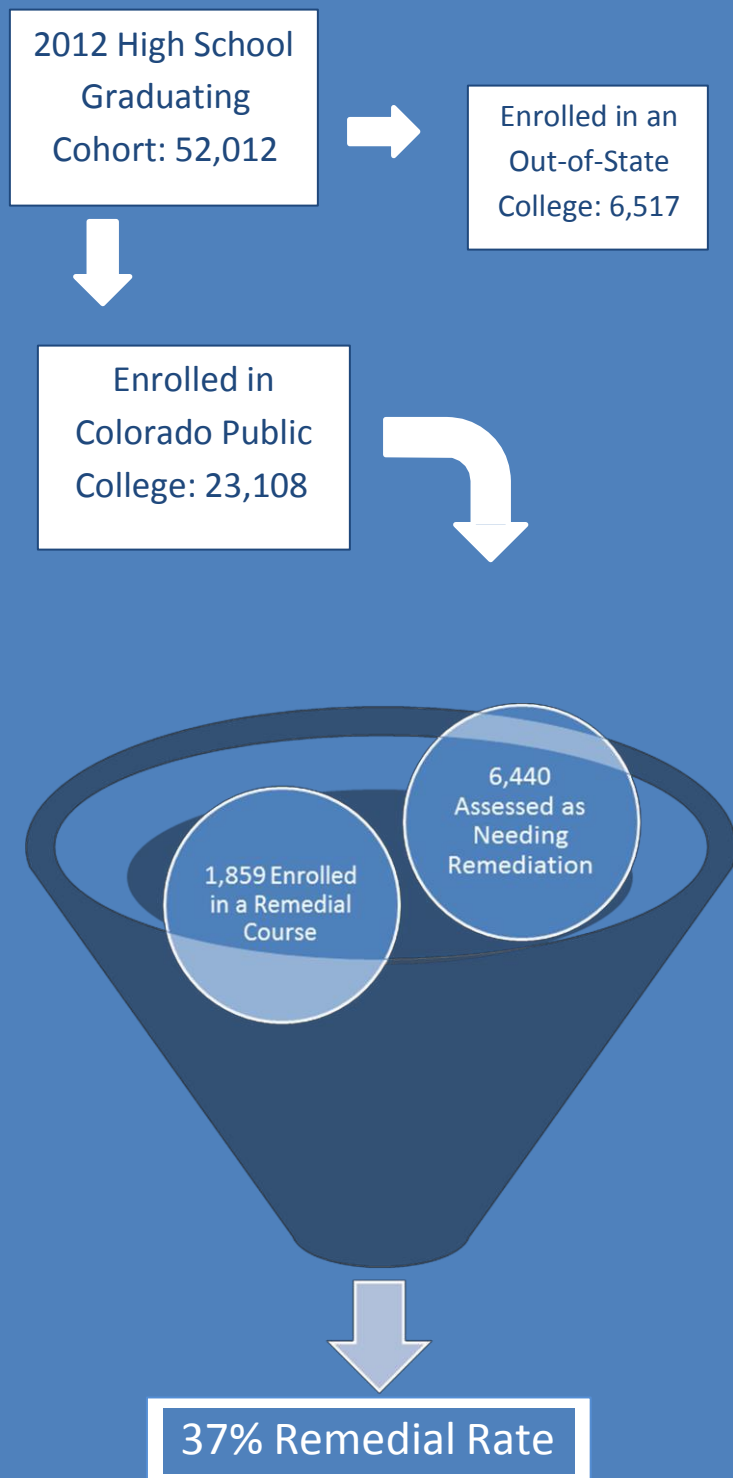 2012 High School
Graduating
Cohort: 52,012
Enrolled in an
Out-of-State
College: 6,517
Enrolled in
Colorado Public
College: 23,108
6,440
Assessed as
Needing
Remediation
1,859 Enrolled
in a Remedial
Course
37% Remedial Rate